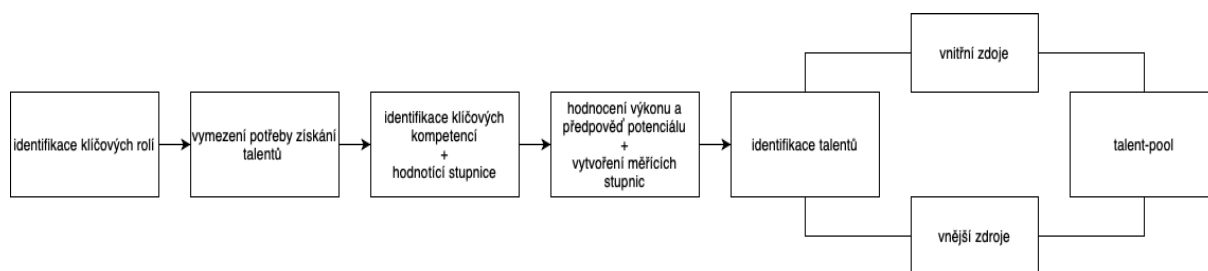 identifikace klíčových rolí
vymezení potřeby získání
talentů
identifikace klíčových
kompetencí
+
hodnotící stupnice
hodnocení výkonu a
předpověď potenciálu
+
vytvoření měřících
stupnic
identifikace talentů
vnitřní zdoje
vnější zdroje
talent-pool